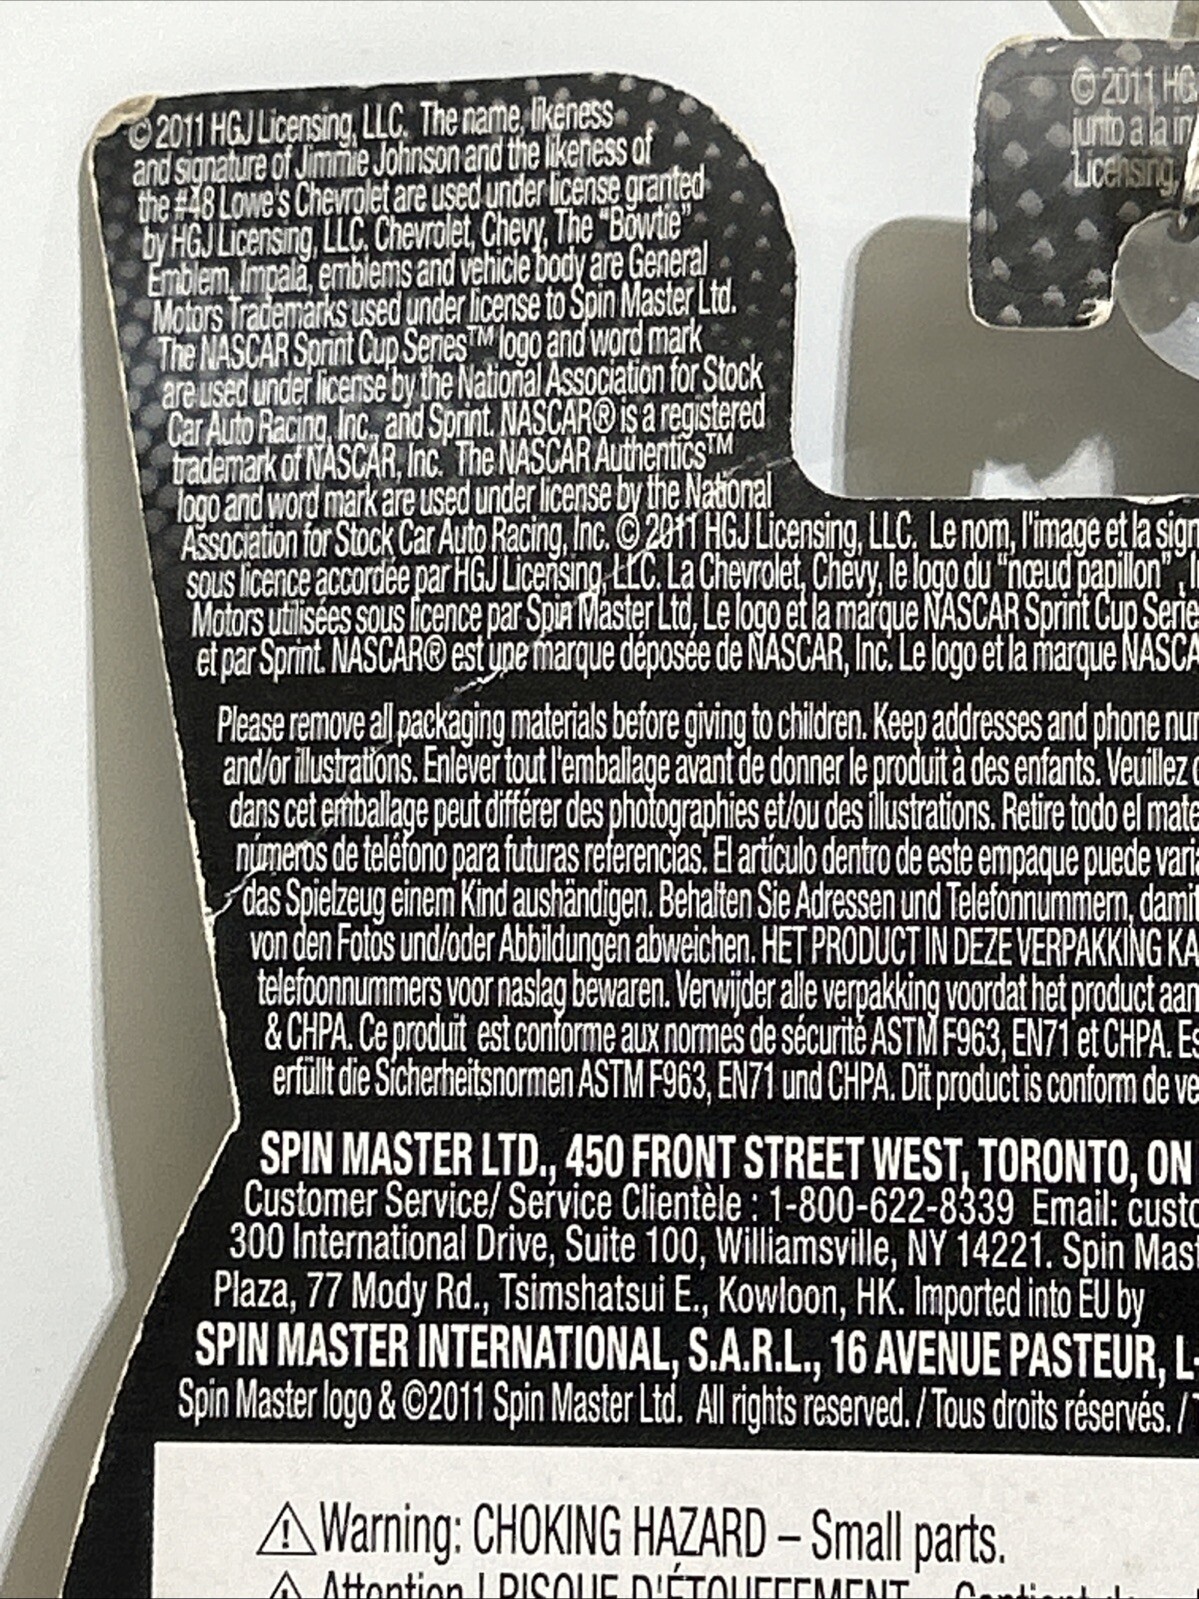 © 2011 HGJ Licensing, LLC. The name, likeness
and signature of Jimmie Johnson and the likeness of
the #48 Lowe's Chevrolet are used under license granted
by HGJ Licensing, LLC. Chevrolet, Chevy, The "Bowtie"
Emblem, Impala, emblems and vehicle body are General
Motors Trademarks used under license to Spin Master Ltd.
The NASCAR Sprint Cup Series™ logo and word mark
are used under license by the National Association for Stock
Car Auto Racing, Inc., and Sprint. NASCAR® is a registered
trademark of NASCAR, Inc. The NASCAR Authentics™
logo and word mark are used under license by the National
Association for Stock Car Auto Racing, Inc. © 2011 HGJ Licensing, LLC. Le nom, l'image et la sign
sous licence accordée par HGJ Licensing, LLC. La Chevrolet, Chevy, le logo du "nœud papillon" ,
Motors utilisées sous licence par Spin Master Ltd, Le logo et la marque NASCAR Sprint Cup Serie
et par Sprint. NASCAR® est une marque déposée de NASCAR, Inc. Le logo et la marque NASCA
© 2011 HG
junto a la in
Licensing,
Please remove all packaging materials before giving to children. Keep addresses and phone nu
and/or illustrations. Enlever tout l'emballage avant de donner le produit à des enfants. Veuillez
dans cet emballage peut différer des photographies et/ou des illustrations. Retire todo el mate
números de teléfono para futuras referencias. El artículo dentro de este empaque puede vari
das Spielzeug einem Kind aushändigen. Behalten Sie Adressen und Telefonnummern, damit
von den Fotos und/oder Abbildungen abweichen. HET PRODUCT IN DEZE VERPAKKING KA
telefoonnummers voor naslag bewaren. Verwijder alle verpakking voordat het product aan
& CHPA. Ce produit est conforme aux normes de sécurité ASTM F963, EN71 et CHPA. Es
erfüllt die Sicherheitsnormen ASTM F963, EN71 und CHPA. Dit product is conform de ve
SPIN MASTER LTD., 450 FRONT STREET WEST, TORONTO, ON
Customer Service/ Service Clientèle : 1-800-622-8339 Email: custo
300 International Drive, Suite 100, Williamsville, NY 14221. Spin Mast
Plaza, 77 Mody Rd., Tsimshatsui E., Kowloon, HK. Imported into EU by
SPIN MASTER INTERNATIONAL, S.A.R.L., 16 AVENUE PASTEUR, L-
Spin Master logo & ©2011 Spin Master Ltd. All rights reserved. / Tous droits réservés. /
⚠Warning: CHOKING HAZARD – Small parts.
⚠ Attention ! RISQUE D'ÉTOUFFEMENT –